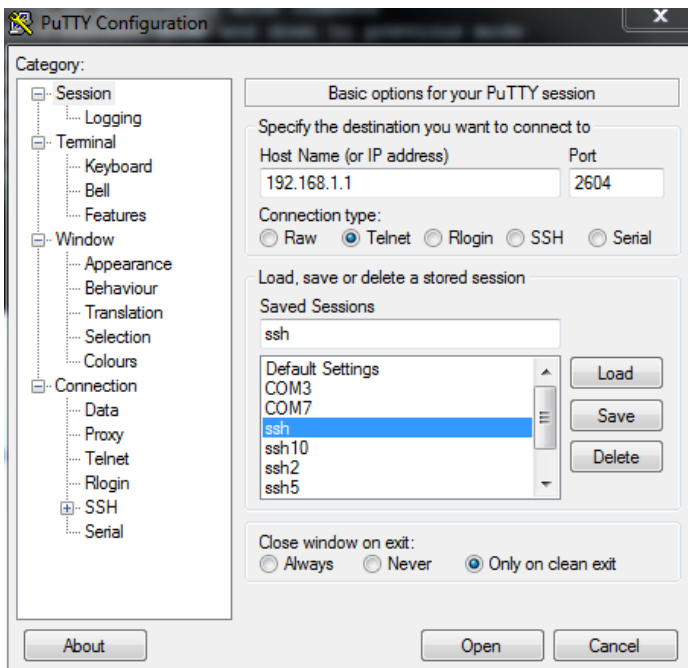 PuTTY Configuration
Category:
Session
Logging
Terminal
Keyboard
Bell
Features
Window
Appearance
Behaviour
Translation
Selection
Colours
Connection
Data
Proxy
Telnet
Rlogin
SSH
Serial
Basic options for your PuTTY session
Specify the destination you want to connect to
Host Name (or IP address) Port
192.168.1.1 2604
Connection type:
Raw Telnet Rlogin SSH Serial
Load, save or delete a stored session
Saved Sessions
ssh
Default Settings
COM3
COM7
ssh
ssh10
ssh2
ssh5
Load
Save
Delete
Close window on exit:
Always Never Only on clean exit
About Open Cancel